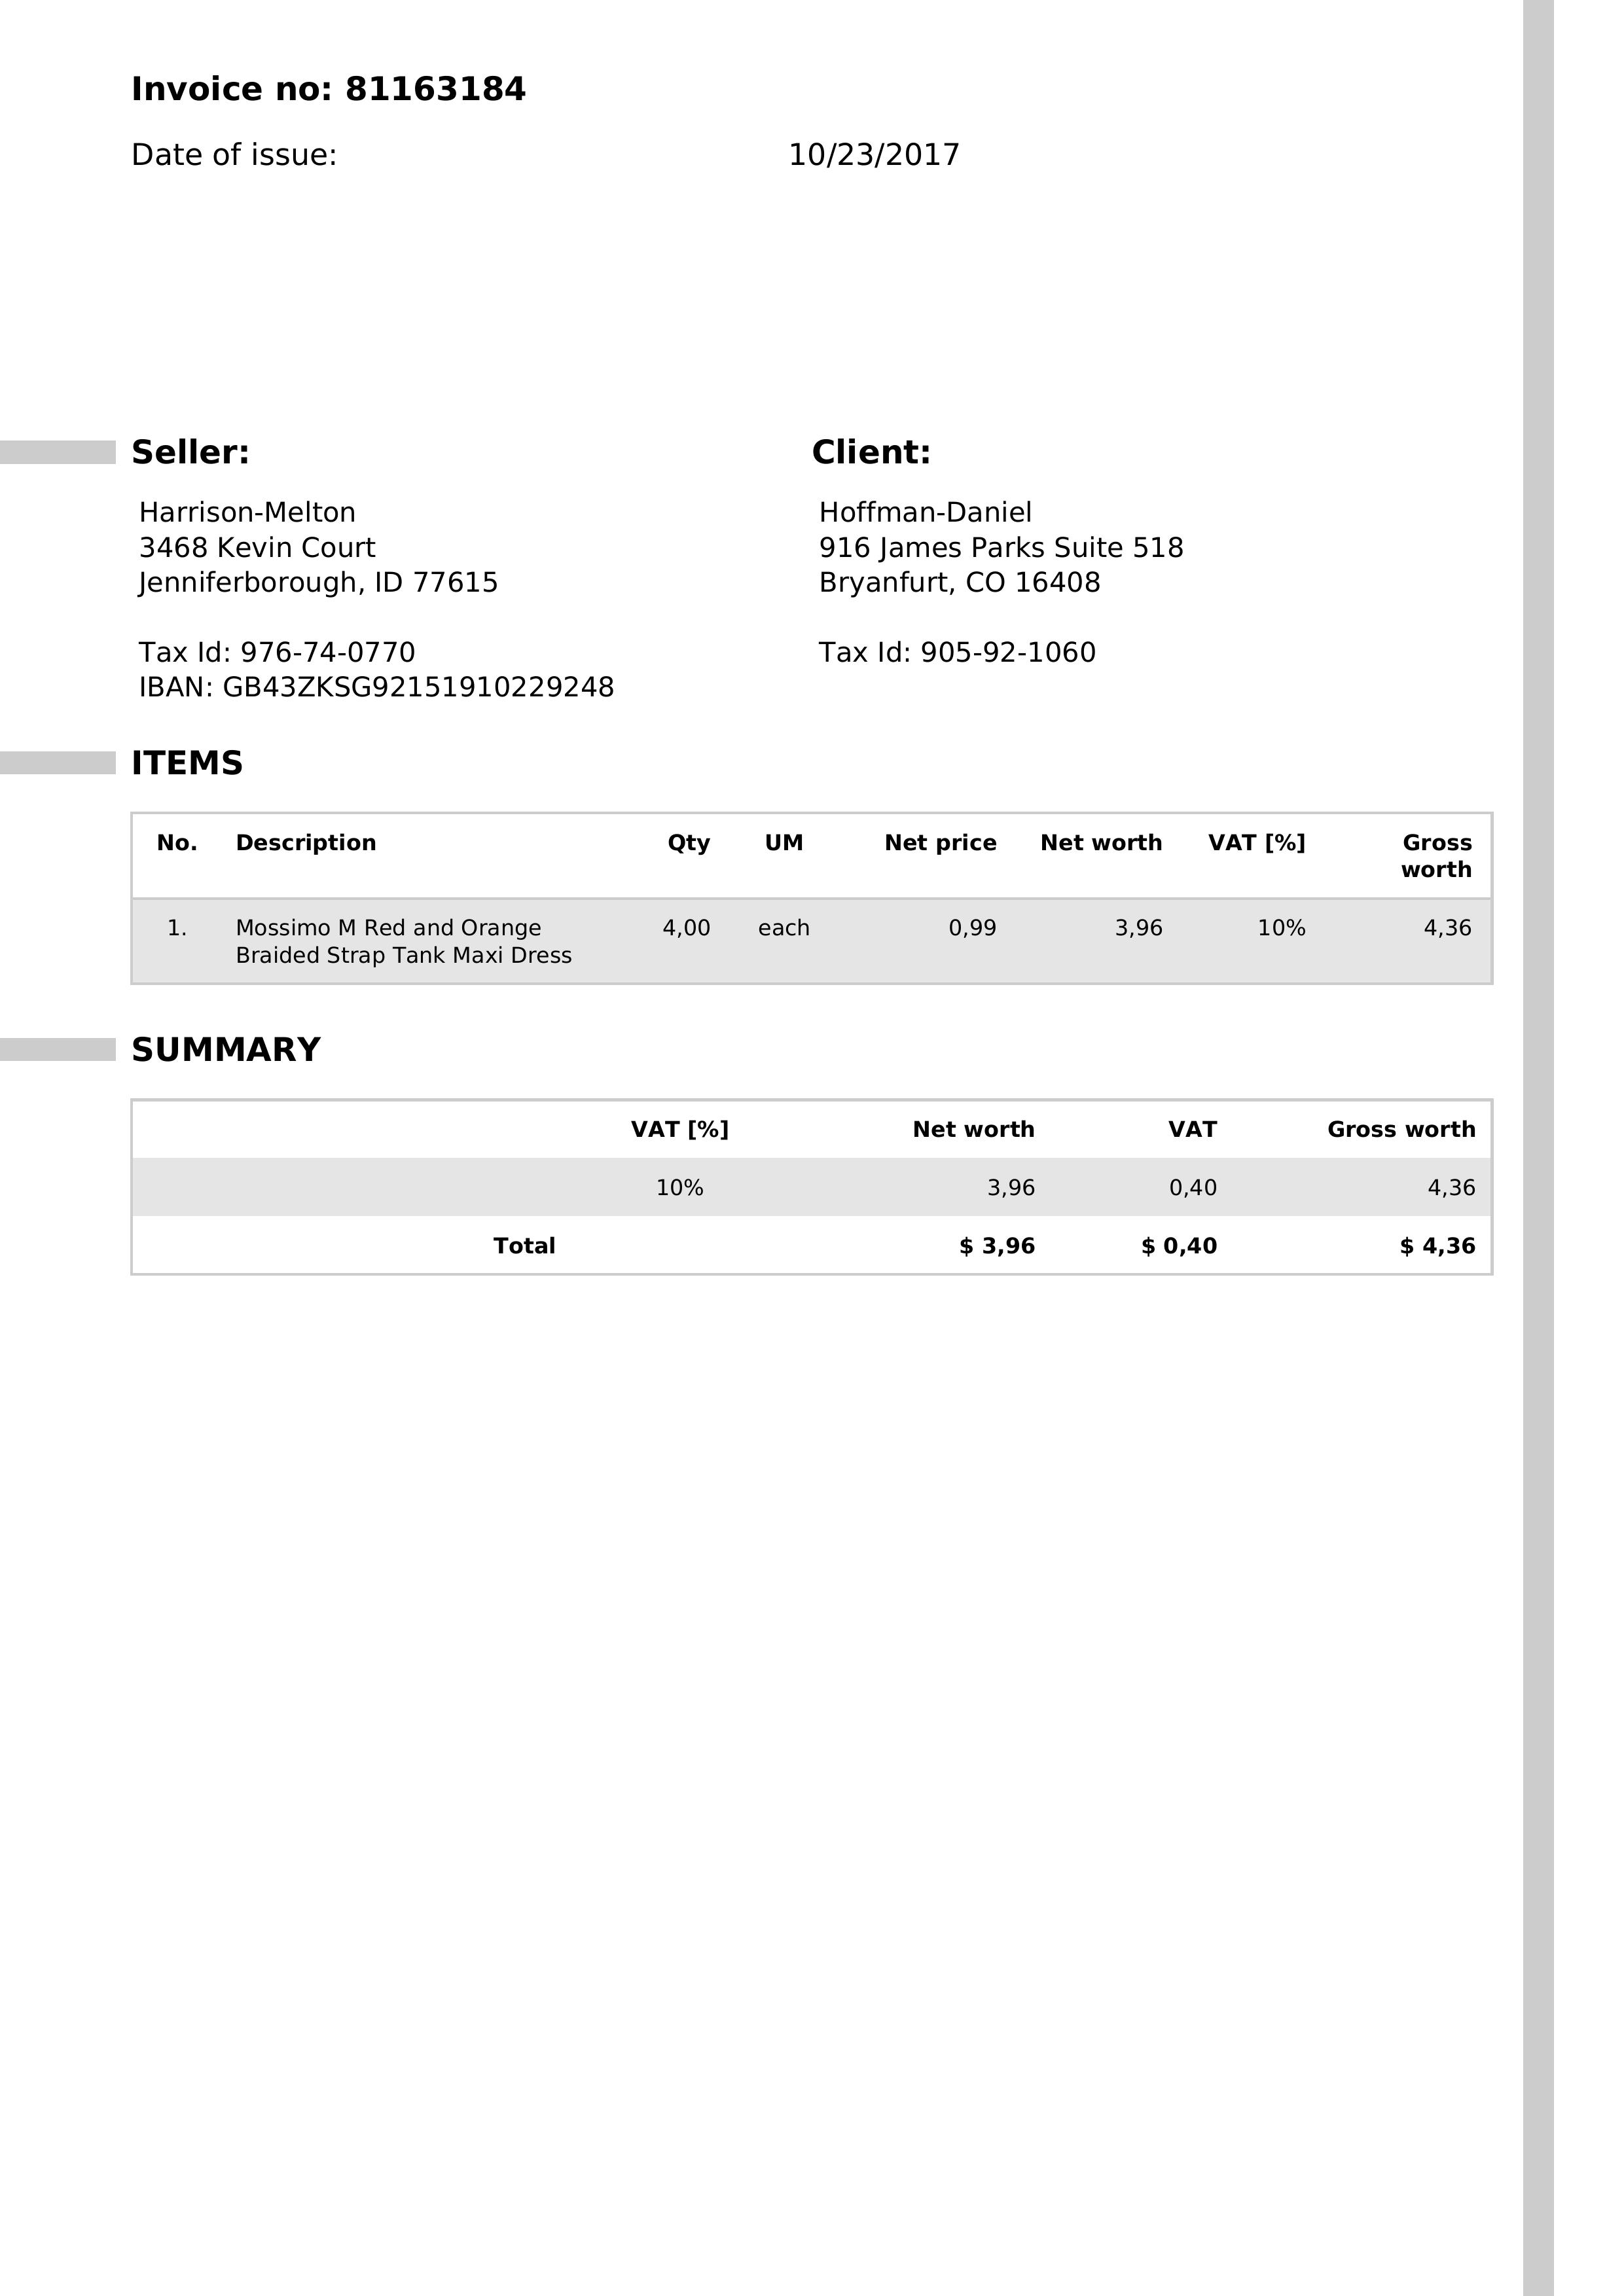 Invoice no: 81163184
Date of issue: 10/23/2017
Seller:
Harrison-Melton
3468 Kevin Court
Jenniferborough, ID 77615
Tax Id: 976-74-0770
IBAN: GB43ZKSG92151910229248
Client:
Hoffman-Daniel
916 James Parks Suite 518
Bryanfurt, CO 16408
Tax Id: 905-92-1060
ITEMS
No. Description Qty UM Net price Net worth VAT [%] Gross
worth
1. Mossimo M Red and Orange 4,00 each 0,99 3,96 10% 4,36
Braided Strap Tank Maxi Dress
SUMMARY
VAT [%] Net worth VAT Gross worth
10% 3,96 0,40 4,36
Total $ 3,96 $ 0,40 $ 4,36